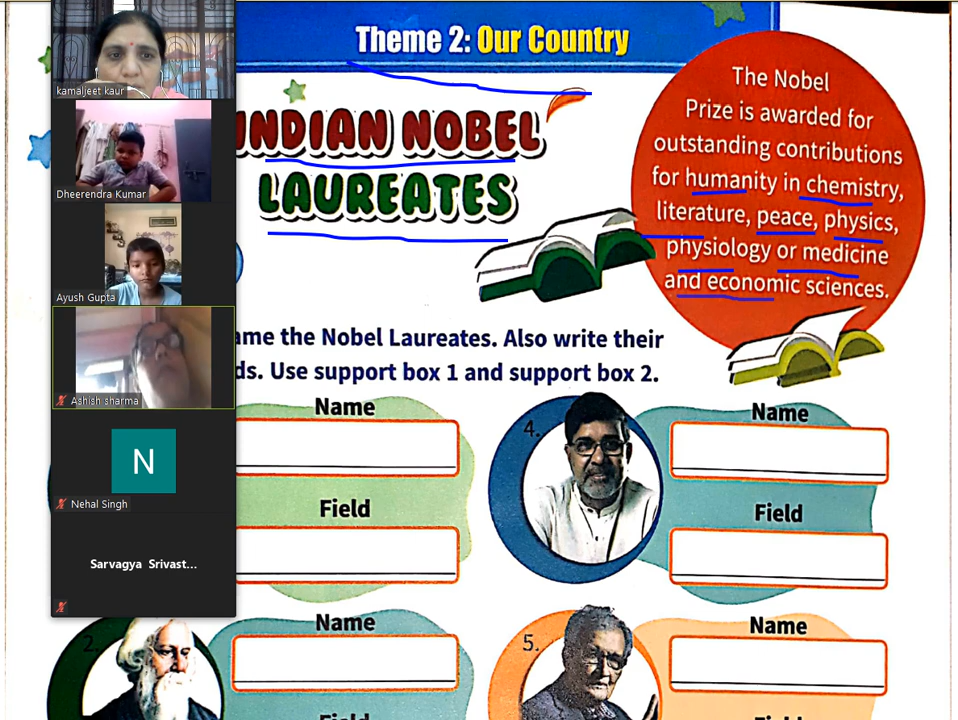 Theme 2: Our Country
INDIAN NOBEL
LAUREATES
The Nobel
Prize is awarded for
outstanding contributions
for humanity in chemistry,
literature, peace, physics,
physiology or medicine
and economic sciences.
kamaljeet kaur
Dheerendra Kumar
Ayush Gupta
Ashish sharma
N
Nehal Singh
Sarvagya Srivast...
ame the Nobel Laureates. Also write their
ds. Use support box 1 and support box 2.
Name
Field
4.
Name
Field
2.
Name
Field
5.
Name
Field